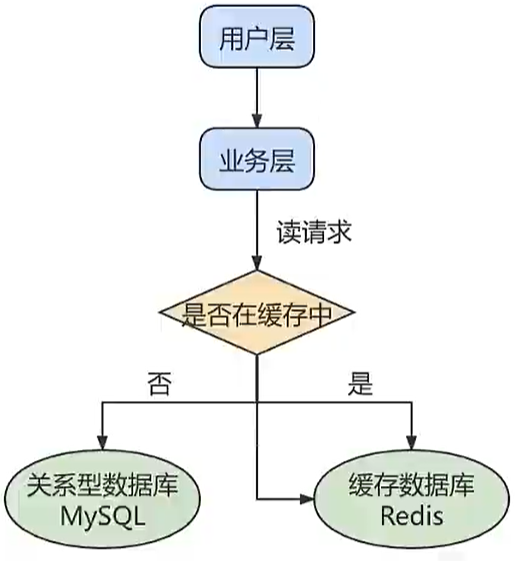 用户层
业务层
读请求
是否在缓存中
否
是
关系型数据库
MySQL
缓存数据库
Redis